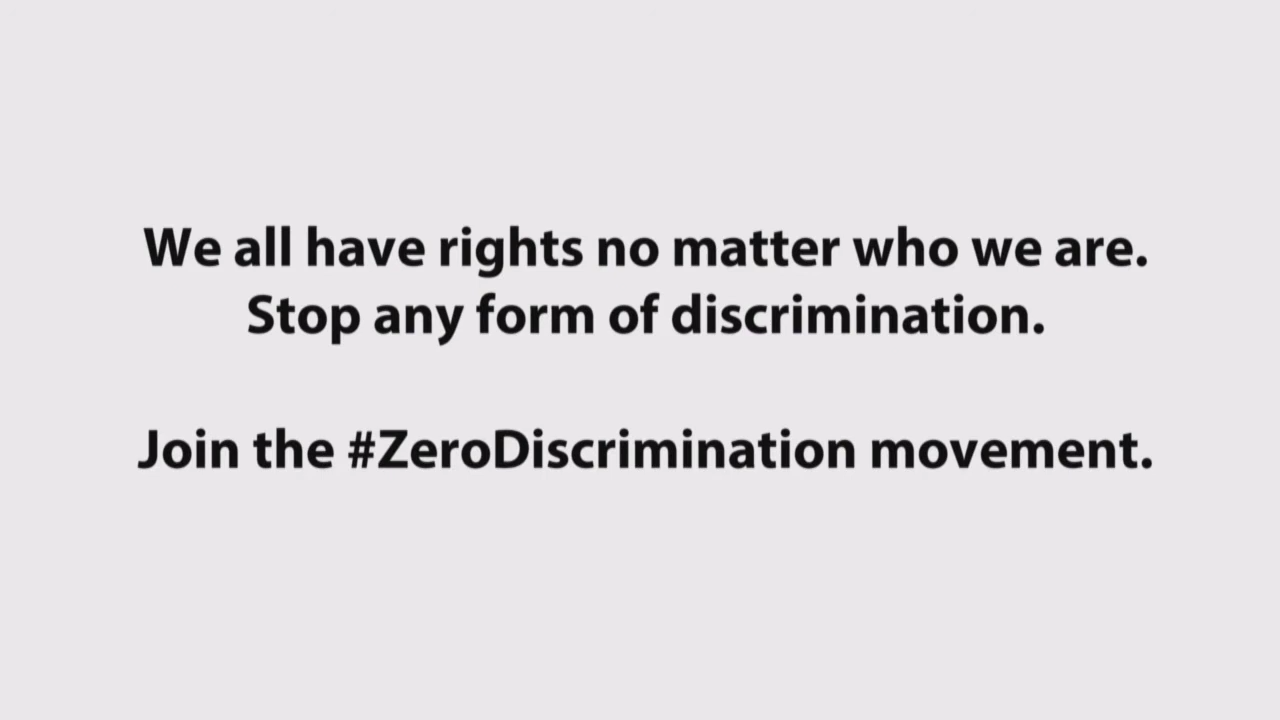 We all have rights no matter who we are.
Stop any form of discrimination.
Join the #ZeroDiscrimination movement.